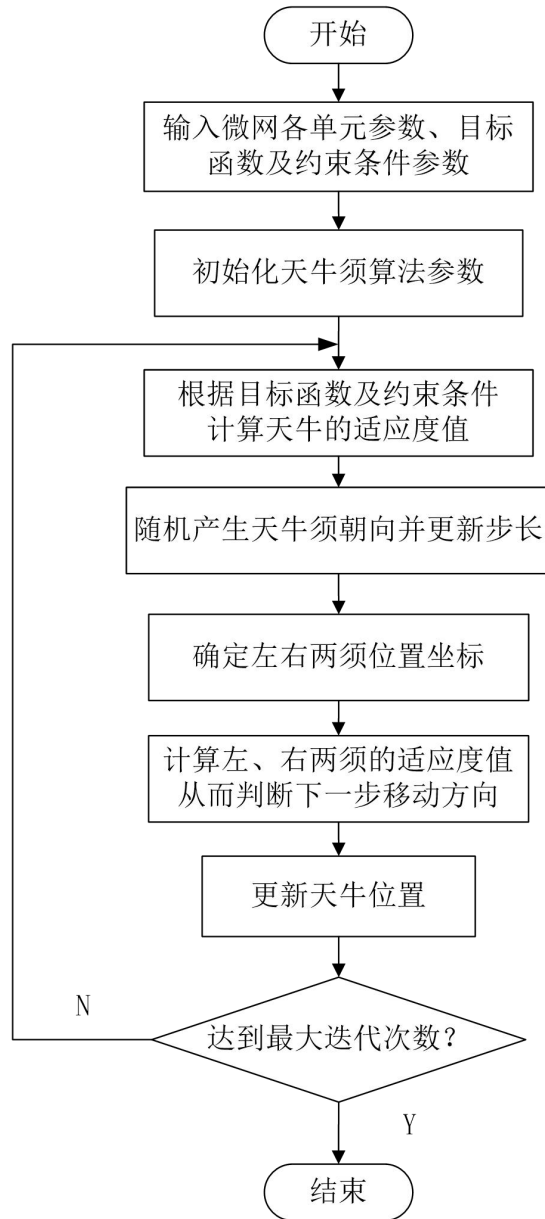 开始
输入微网各单元参数、目标
函数及约束条件参数
初始化天牛须算法参数
根据目标函数及约束条件
计算天牛的适应度值
随机产生天牛须朝向并更新步长
确定左右两须位置坐标
计算左、右两须的适应度值
从而判断下一步移动方向
更新天牛位置
N
达到最大迭代次数？
Y
结束